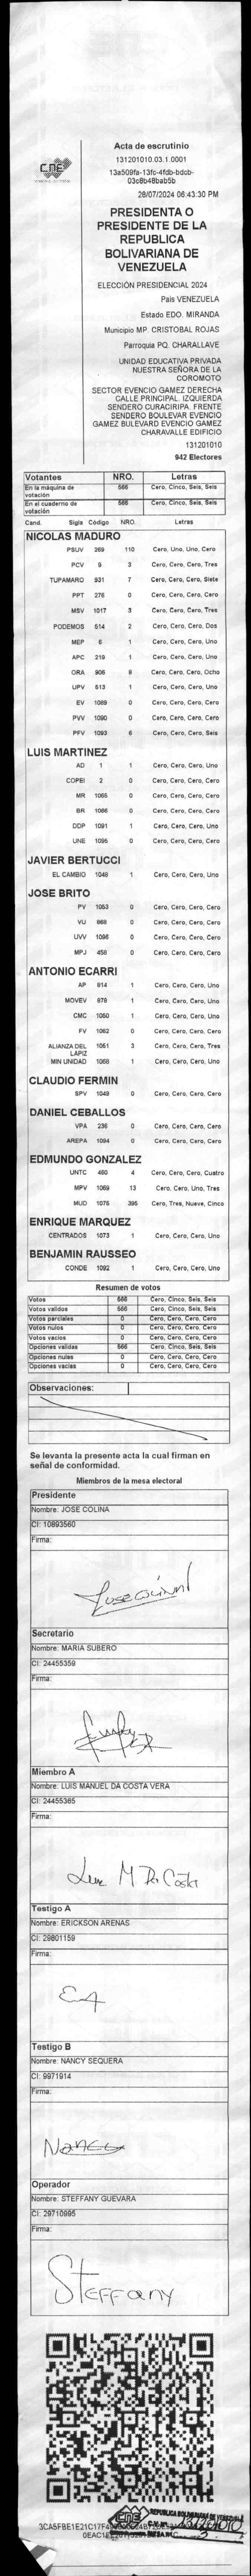 CNE
Acta de escrutinio
131201010.03.1.0001
13a509fa-13fc-4fdb-bdcb-
03c8b48bab5b
28/07/2024 06:43:30 PM
PRESIDENTA O
PRESIDENTE DE LA
REPUBLICA
BOLIVARIANA DE
VENEZUELA
ELECCIÓN PRESIDENCIAL 2024
País VENEZUELA
Estado EDO. MIRANDA
Municipio MP. CRISTOBAL ROJAS
Parroquia PQ. CHARALLAVE
UNIDAD EDUCATIVA PRIVADA
NUESTRA SEÑORA DE LA
COROMOTO
SECTOR EVENCIO GAMEZ DERECHA
CALLE PRINCIPAL. IZQUIERDA
SENDERO CURACIRIPA. FRENTE
SENDERO BOULEVAR EVENCIO
GAMEZ BULEVARD EVENCIO GAMEZ
CHARAVALLE EDIFICIO
131201010
942 Electores
Votantes NRO. Letras
En la máquina de votación 566 Cero, Cinco, Seis, Seis
En el cuaderno de votación 566 Cero, Cinco, Seis, Seis
Cand. Sigla Código NRO. Letras
NICOLAS MADURO
PSUV 269 110 Cero, Uno, Uno, Cero
PCV 9 3 Cero, Cero, Cero, Tres
TUPAMARO 931 7 Cero, Cero, Cero, Siete
PPT 276 0 Cero, Cero, Cero, Cero
MSV 1017 3 Cero, Cero, Cero, Tres
PODEMOS 514 2 Cero, Cero, Cero, Dos
MEP 6 1 Cero, Cero, Cero, Uno
APC 219 1 Cero, Cero, Cero, Uno
ORA 906 8 Cero, Cero, Cero, Ocho
UPV 513 1 Cero, Cero, Cero, Uno
EV 1089 0 Cero, Cero, Cero, Cero
PVV 1090 0 Cero, Cero, Cero, Cero
PFV 1093 6 Cero, Cero, Cero, Seis
LUIS MARTINEZ
AD 1 1 Cero, Cero, Cero, Uno
COPEI 2 0 Cero, Cero, Cero, Cero
MR 1065 0 Cero, Cero, Cero, Cero
BR 1066 0 Cero, Cero, Cero, Cero
DDP 1091 1 Cero, Cero, Cero, Uno
UNE 1095 0 Cero, Cero, Cero, Cero
JAVIER BERTUCCI
EL CAMBIO 1048 1 Cero, Cero, Cero, Uno
JOSE BRITO
PV 1053 0 Cero, Cero, Cero, Cero
VU 868 0 Cero, Cero, Cero, Cero
UVV 1096 0 Cero, Cero, Cero, Cero
MPJ 458 0 Cero, Cero, Cero, Cero
ANTONIO ECARRI
AP 814 1 Cero, Cero, Cero, Uno
MOVEV 879 1 Cero, Cero, Cero, Uno
CMC 1050 1 Cero, Cero, Cero, Uno
FV 1062 0 Cero, Cero, Cero, Cero
ALIANZA DEL LAPIZ 1051 3 Cero, Cero, Cero, Tres
MIN UNIDAD 1068 1 Cero, Cero, Cero, Uno
CLAUDIO FERMIN
SPV 1049 0 Cero, Cero, Cero, Cero
DANIEL CEBALLOS
VPA 236 0 Cero, Cero, Cero, Cero
AREPA 1094 0 Cero, Cero, Cero, Cero
EDMUNDO GONZALEZ
UNTC 460 4 Cero, Cero, Cero, Cuatro
MPV 1069 13 Cero, Cero, Uno, Tres
MUD 1075 395 Cero, Tres, Nueve, Cinco
ENRIQUE MARQUEZ
CENTRADOS 1073 1 Cero, Cero, Cero, Uno
BENJAMIN RAUSSEO
CONDE 1092 1 Cero, Cero, Cero, Uno
Resumen de votos
Votos 566 Cero, Cinco, Seis, Seis
Votos validos 566 Cero, Cinco, Seis, Seis
Votos parciales 0 Cero, Cero, Cero, Cero
Votos nulos 0 Cero, Cero, Cero, Cero
Votos vacios 0 Cero, Cero, Cero, Cero
Opciones validas 566 Cero, Cinco, Seis, Seis
Opciones nulas 0 Cero, Cero, Cero, Cero
Opciones vacias 0 Cero, Cero, Cero, Cero
Observaciones:
Se levanta la presente acta la cual firman en
señal de conformidad.
Miembros de la mesa electoral
Presidente
Nombre: JOSE COLINA
CI: 10893560
Firma:
Secretario
Nombre: MARIA SUBERO
CI: 24455359
Firma:
Miembro A
Nombre: LUIS MANUEL DA COSTA VERA
CI: 24455365
Firma:
Luis M Da Costa
Testigo A
Nombre: ERICKSON ARENAS
CI: 28801159
Firma:
EA
Testigo B
Nombre: NANCY SEQUERA
CI: 9971914
Firma:
Nancy
Operador
Nombre: STEFFANY GUEVARA
CI: 29710995
Firma:
Steffany
CNE
REPUBLICA BOLIVARIANA DE VENEZUELA
131201010
MESA
3